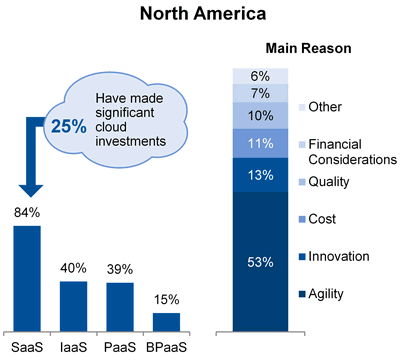 North America
Main Reason
25%
Have made
significant
cloud
investments
84%
40%
39%
15%
SaaS
IaaS
PaaS
BPaaS
6%
7%
10%
11%
13%
53%
Other
Financial
Considerations
Quality
Cost
Innovation
Agility